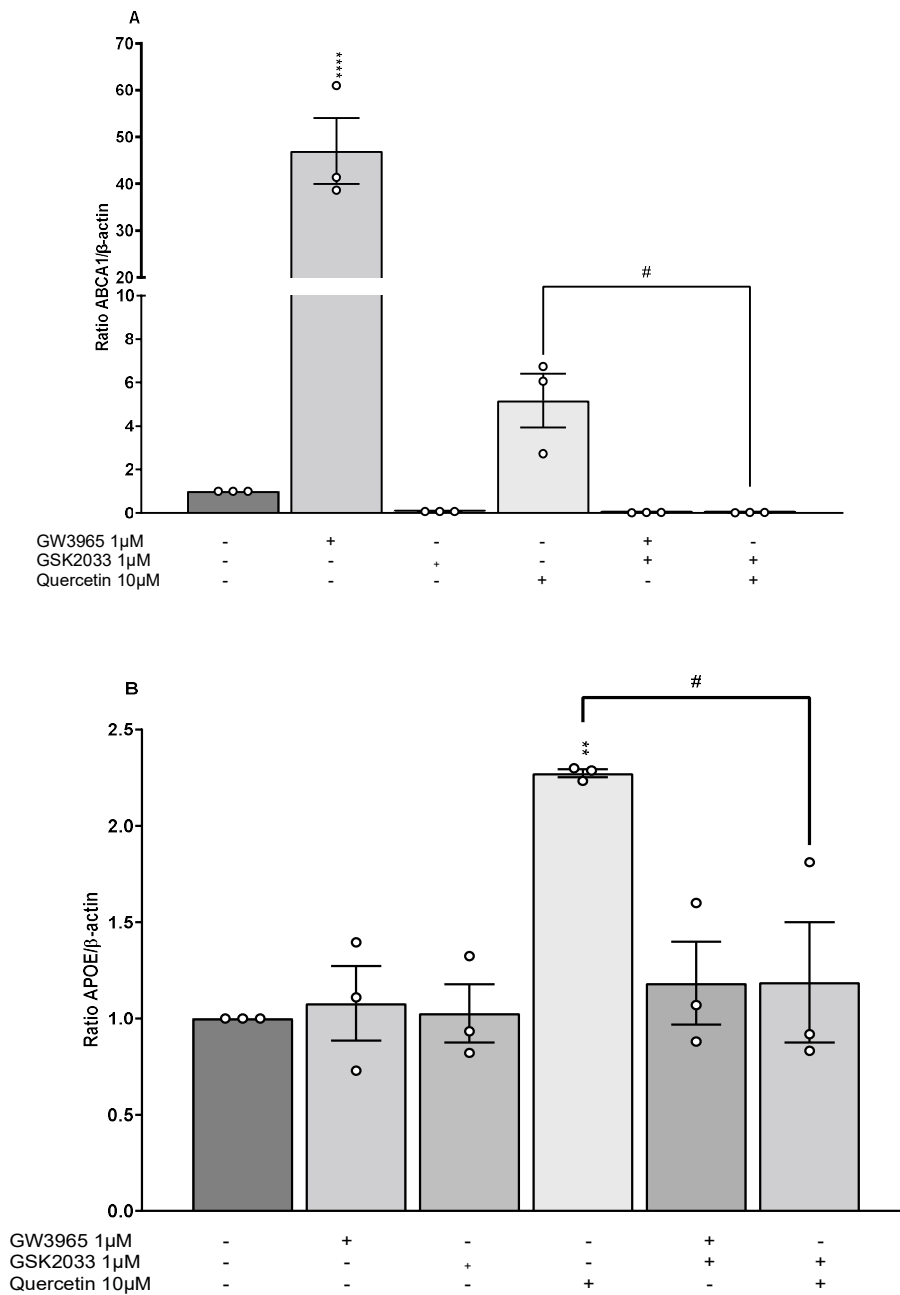 A
70
60
50
40
30
20
10
8
6
4
2
0
Ratio ABCA1/β-actin
****
#
GW3965 1µM - + - - + -
GSK2033 1µM - - + - + +
Quercetin 10µM - - - + - +
B
2.5
2.0
1.5
1.0
0.5
0.0
Ratio APOE/β-actin
**
#
GW3965 1µM - + - - + -
GSK2033 1µM - - + - + +
Quercetin 10µM - - - + - +